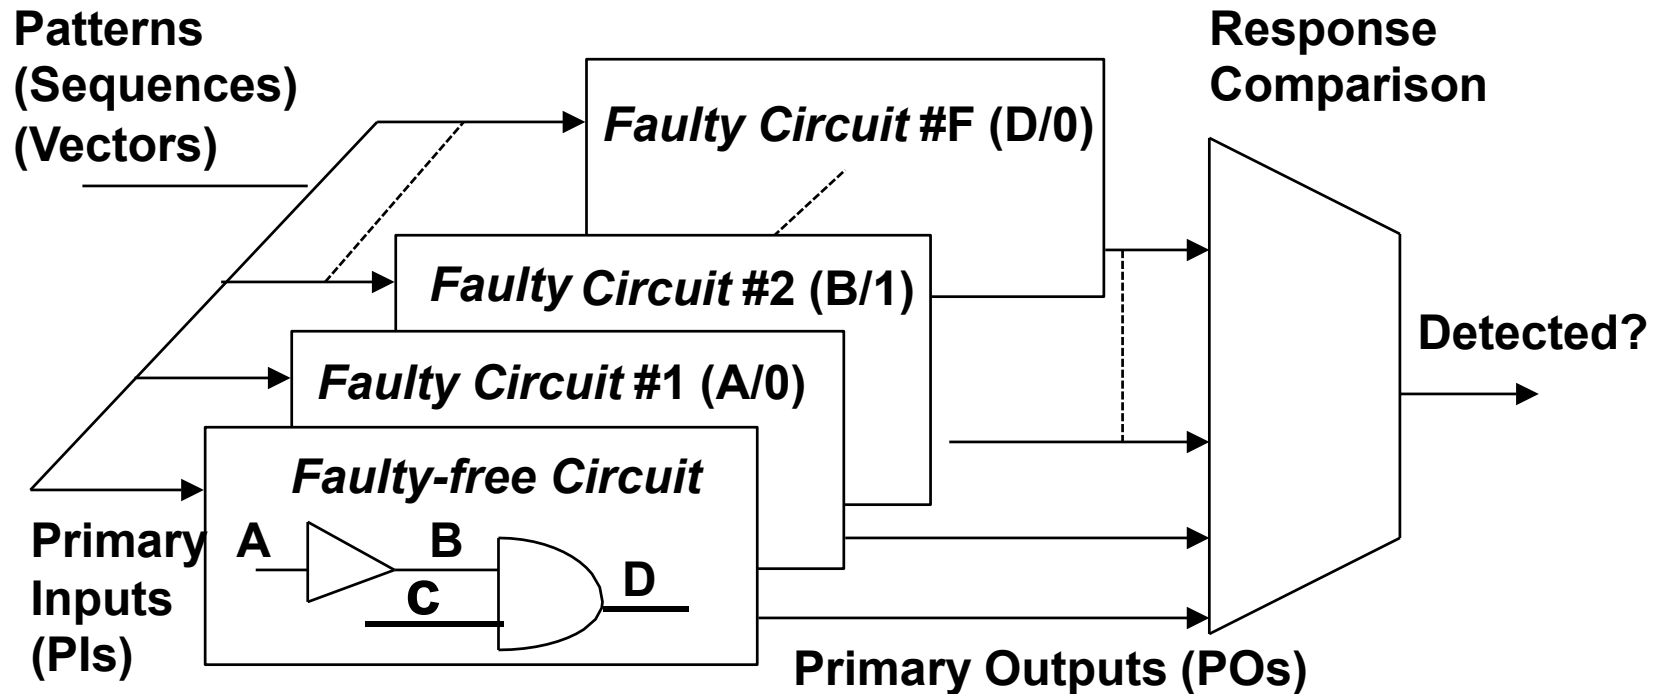 Patterns
(Sequences)
(Vectors)
Response
Comparison
Faulty Circuit #F (D/0)
Faulty Circuit #2 (B/1)
Detected?
Faulty Circuit #1 (A/0)
Faulty-free Circuit
Primary
Inputs
(PIs)
A
B
C
D
Primary Outputs (POs)